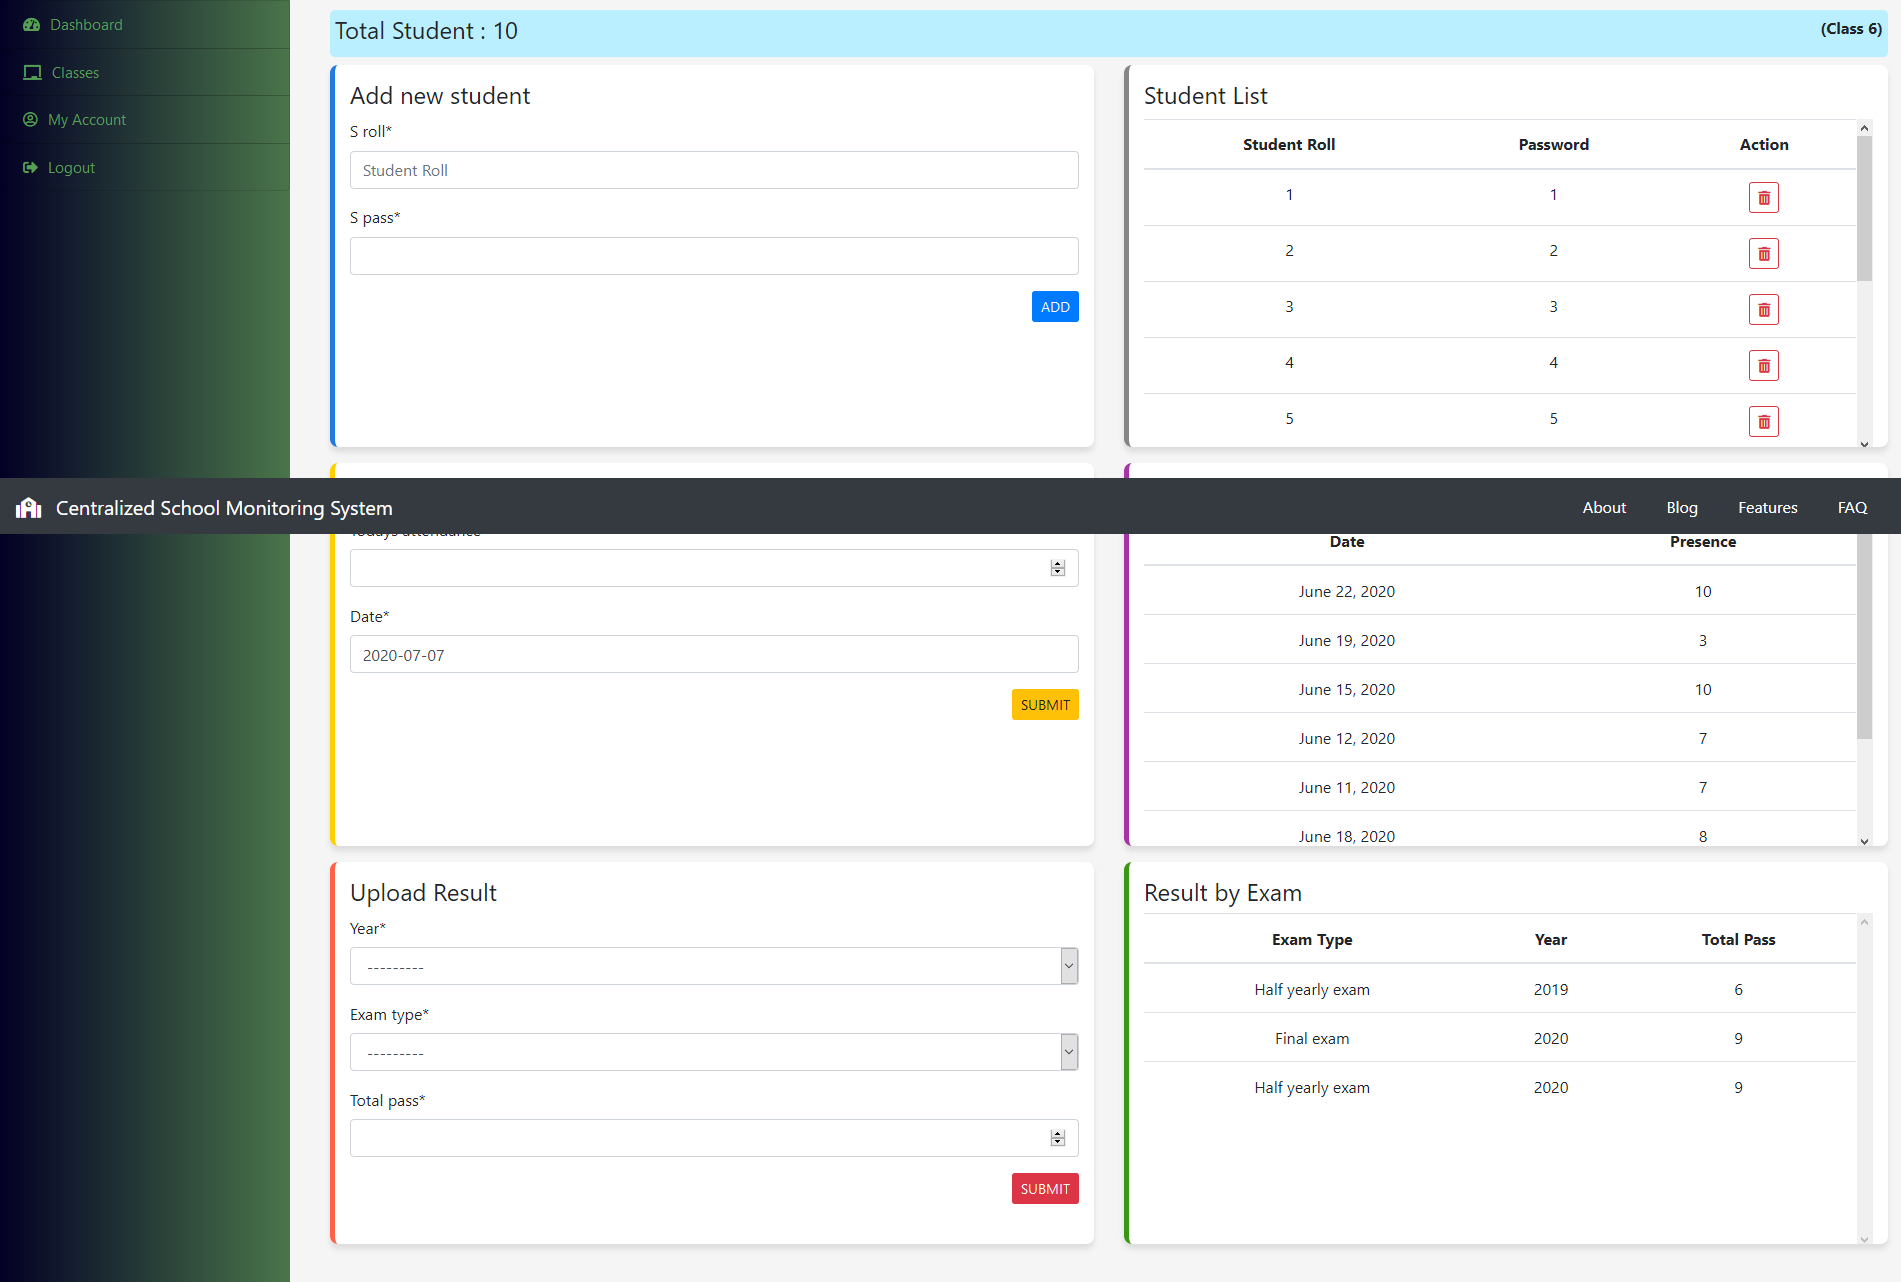 Dashboard
Classes
My Account
Logout
Total Student : 10
(Class 6)
Add new student
S roll*
Student Roll
S pass*
ADD
Student List
Student Roll Password Action
1 1
2 2
3 3
4 4
5 5
Centralized School Monitoring System
About Blog Features FAQ
Todays attendance
Date*
2020-07-07
SUBMIT
Date Presence
June 22, 2020 10
June 19, 2020 3
June 15, 2020 10
June 12, 2020 7
June 11, 2020 7
June 18, 2020 8
Upload Result
Year*
---------
Exam type*
---------
Total pass*
SUBMIT
Result by Exam
Exam Type Year Total Pass
Half yearly exam 2019 6
Final exam 2020 9
Half yearly exam 2020 9